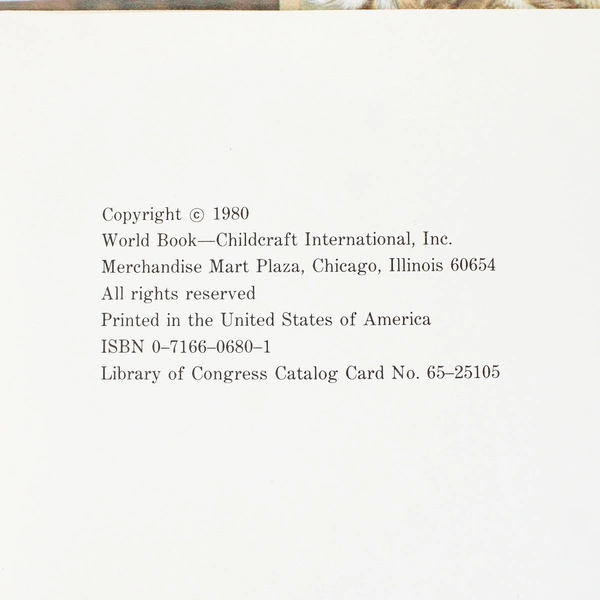 Copyright © 1980
World Book—Childcraft International, Inc.
Merchandise Mart Plaza, Chicago, Illinois 60654
All rights reserved
Printed in the United States of America
ISBN 0–7166–0680–1
Library of Congress Catalog Card No. 65–25105